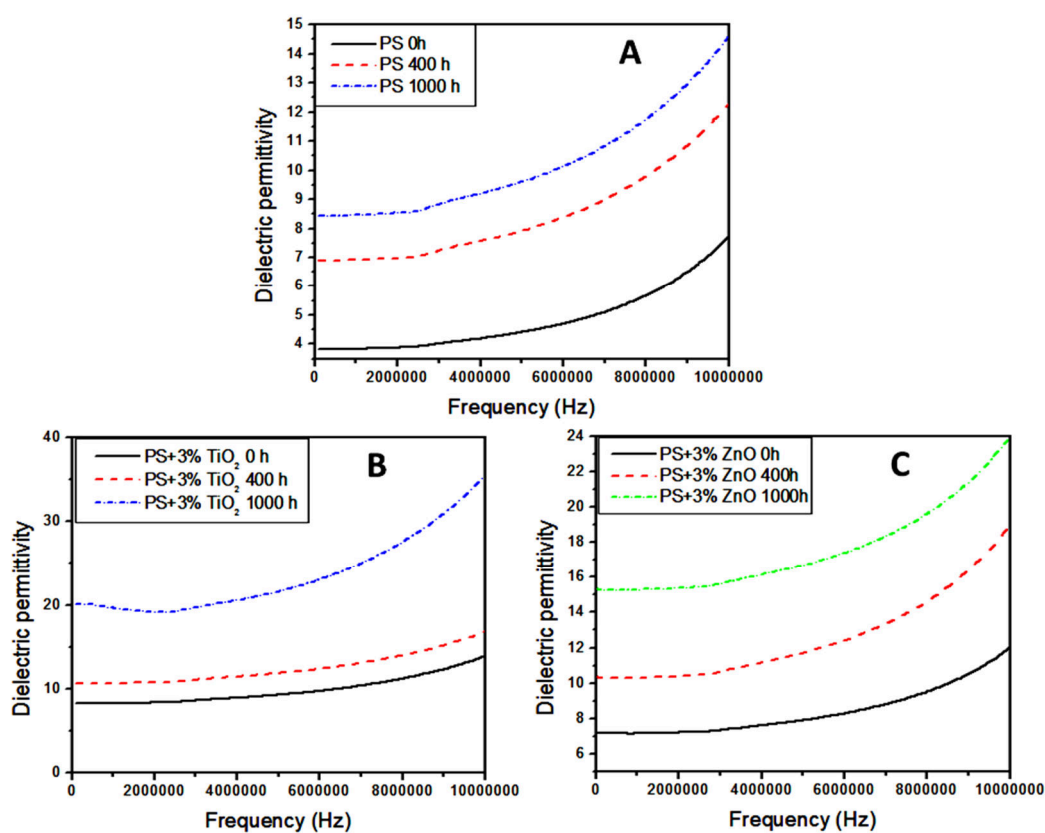 15
14
13
12
11
10
9
8
7
6
5
4
Dielectric permittivity
PS 0h
PS 400 h
PS 1000 h
A
0
2000000
4000000
6000000
8000000
10000000
Frequency (Hz)
40
30
20
10
0
Dielectric permittivity
PS+3% TiO2 0 h
PS+3% TiO2 400 h
PS+3% TiO2 1000 h
B
0
2000000
4000000
6000000
8000000
10000000
Frequency (Hz)
24
22
20
18
16
14
12
10
8
6
Dielectric permittivity
PS+3% ZnO 0h
PS+3% ZnO 400h
PS+3% ZnO 1000h
C
0
2000000
4000000
6000000
8000000
10000000
Frequency (Hz)